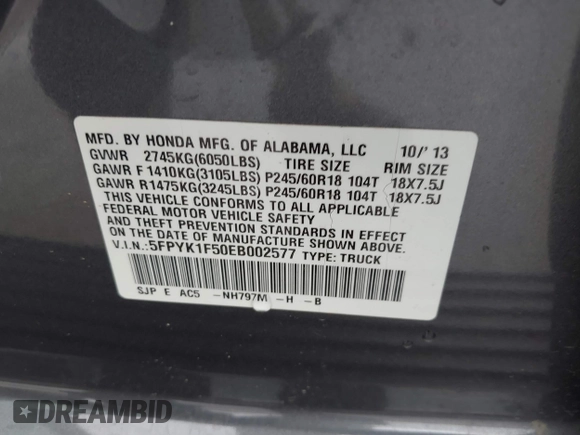 MFD. BY HONDA MFG. OF ALABAMA, LLC 10/'13
GVWR 2745KG(6050LBS) TIRE SIZE RIM SIZE
GAWR F 1410KG(3105LBS) P245/60R18 104T 18X7.5J
GAWR R1475KG(3245LBS) P245/60R18 104T 18X7.5J
THIS VEHICLE CONFORMS TO ALL APPLICABLE
FEDERAL MOTOR VEHICLE SAFETY
AND THEFT PREVENTION STANDARDS IN EFFECT
ON THE DATE OF MANUFACTURE SHOWN ABOVE.
V.I.N.:5FPYK1F50EB002577 TYPE: TRUCK
SJP E AC5 -NH797M -H -B
DREAMBID